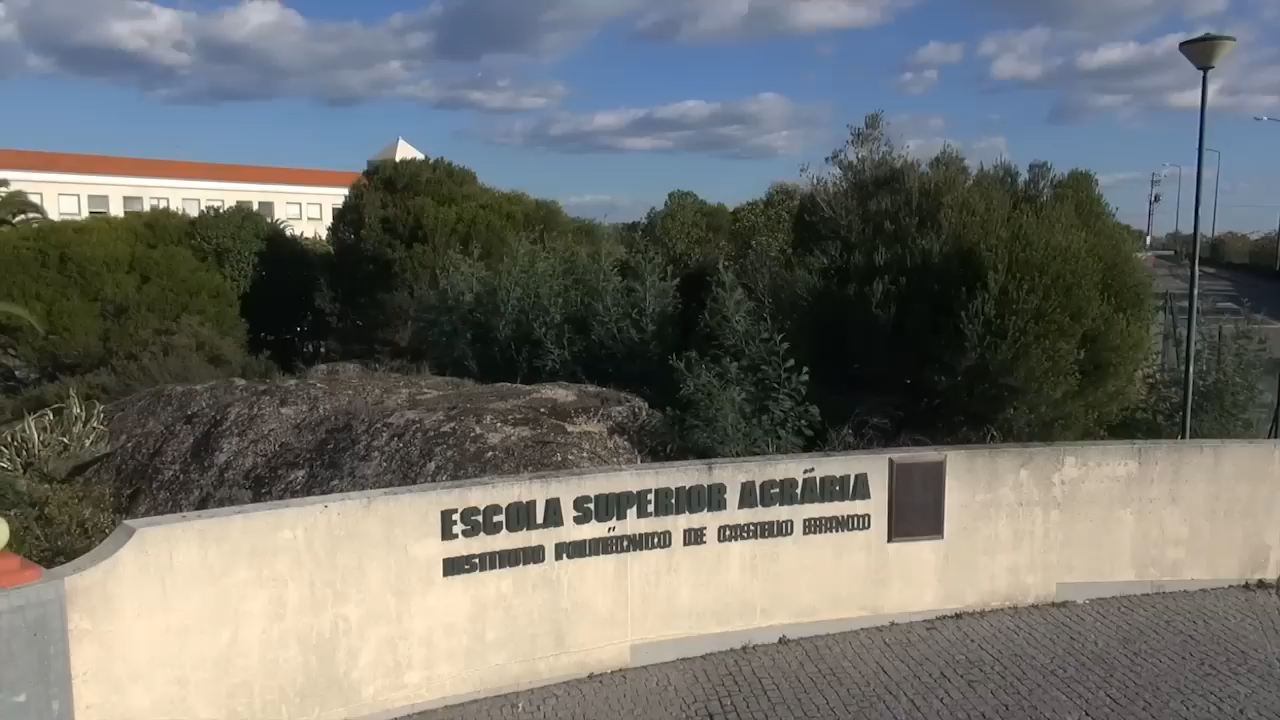 ESCOLA SUPERIOR AGRÁRIA
INSTITUTO POLITÉCNICO DE CASTELO BRANCO